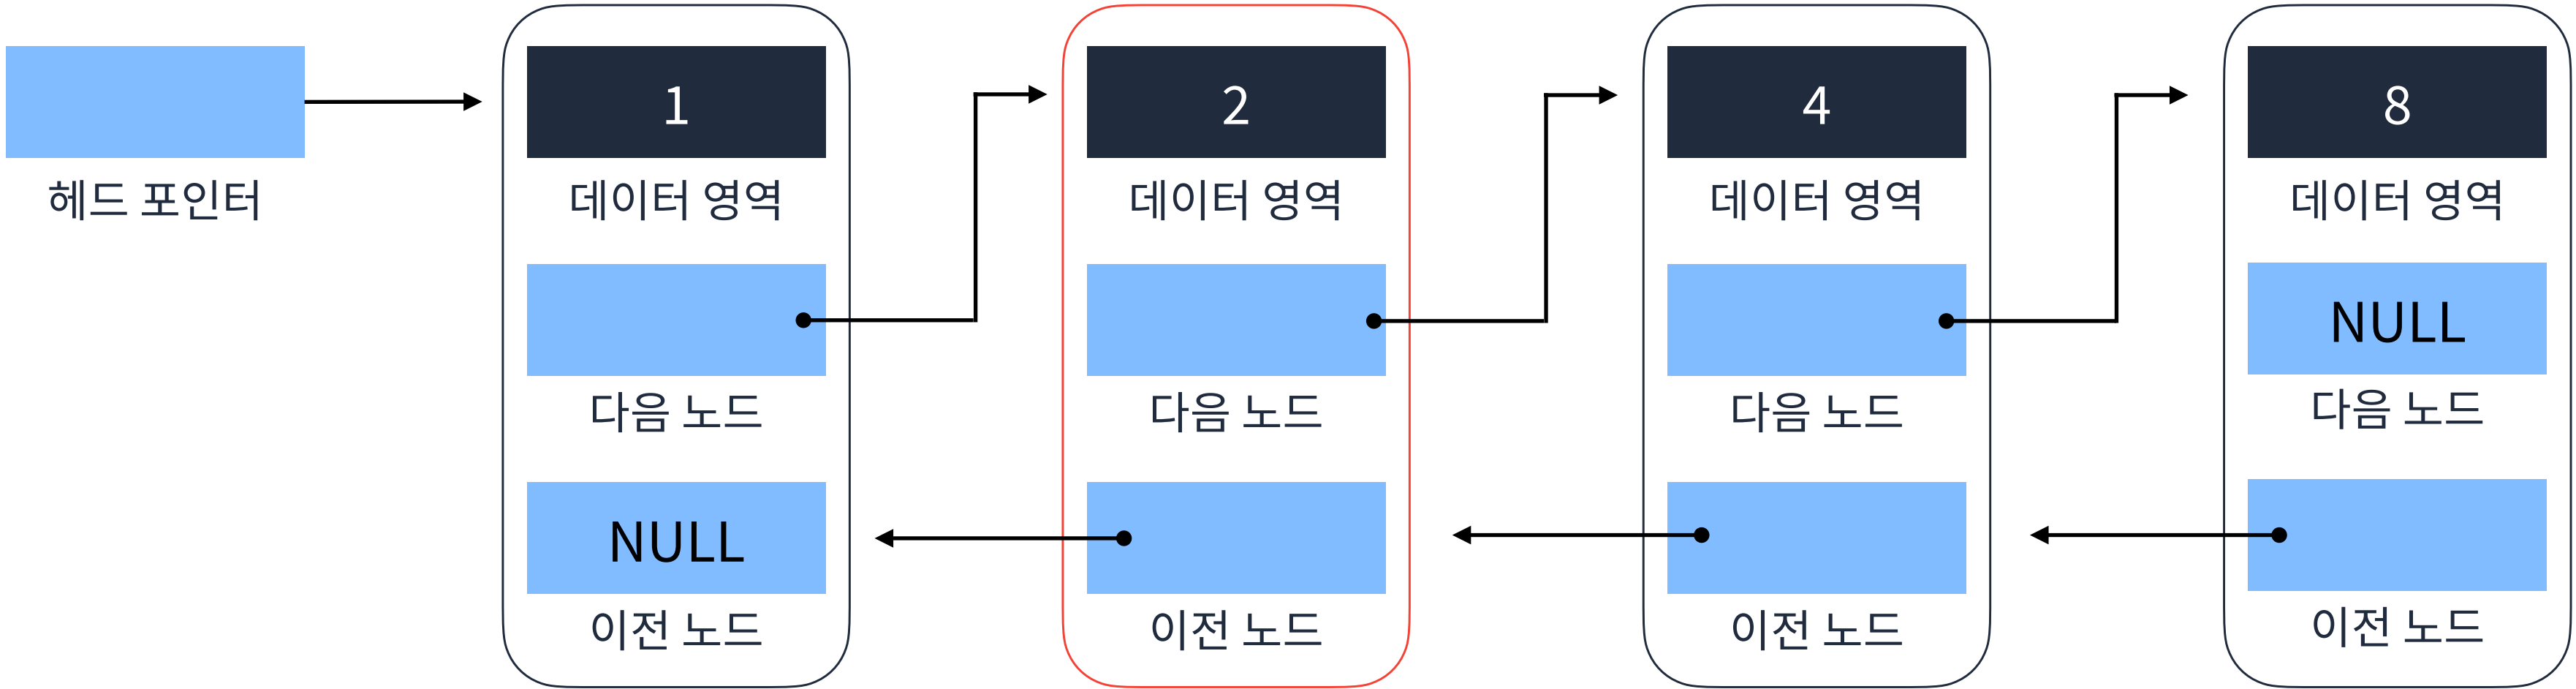 헤드 포인터
1
데이터 영역
다음 노드
NULL
이전 노드
2
데이터 영역
다음 노드
이전 노드
4
데이터 영역
다음 노드
이전 노드
8
데이터 영역
NULL
다음 노드
이전 노드